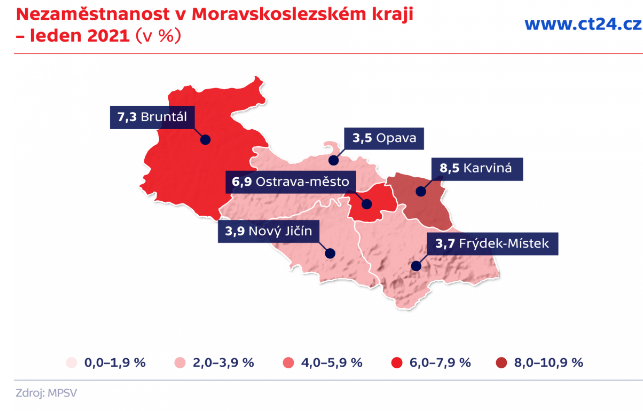 Nezaměstnanost v Moravskoslezském kraji
– leden 2021 (v %)
www.ct24.cz
7,3 Bruntál
3,5 Opava
8,5 Karviná
6,9 Ostrava-město
3,9 Nový Jičín
3,7 Frýdek-Místek
0,0–1,9 %
2,0–3,9 %
4,0–5,9 %
6,0–7,9 %
8,0–10,9 %
Zdroj: MPSV